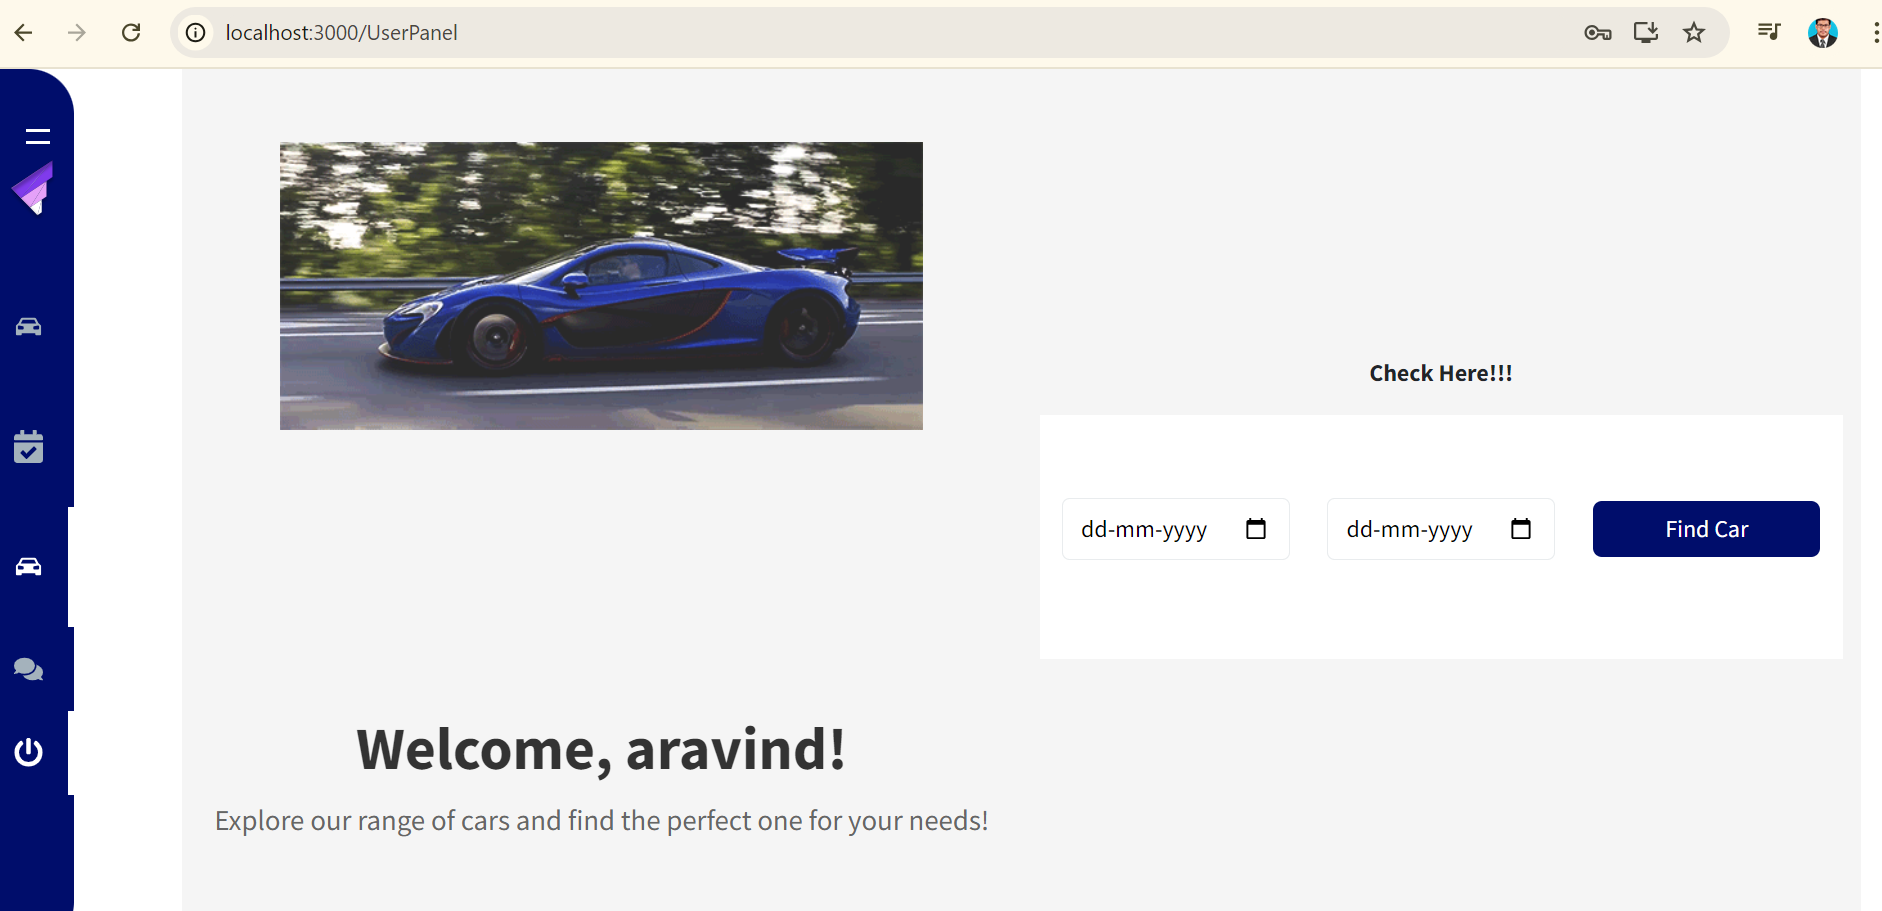 localhost:3000/UserPanel
Check Here!!!
dd-mm-yyyy
dd-mm-yyyy
Find Car
Welcome, aravind!
Explore our range of cars and find the perfect one for your needs!